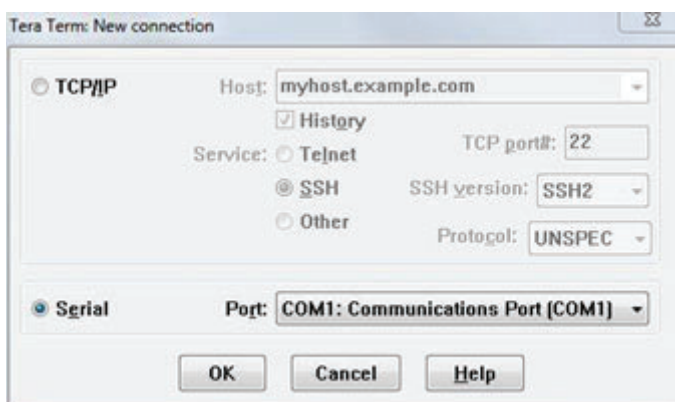 Tera Term: New connection
TCP/IP
Host: myhost.example.com
History
Service: Telnet
TCP port#: 22
SSH
SSH version: SSH2
Other
Protocol: UNSPEC
Serial
Port: COM1: Communications Port (COM1)
OK
Cancel
Help